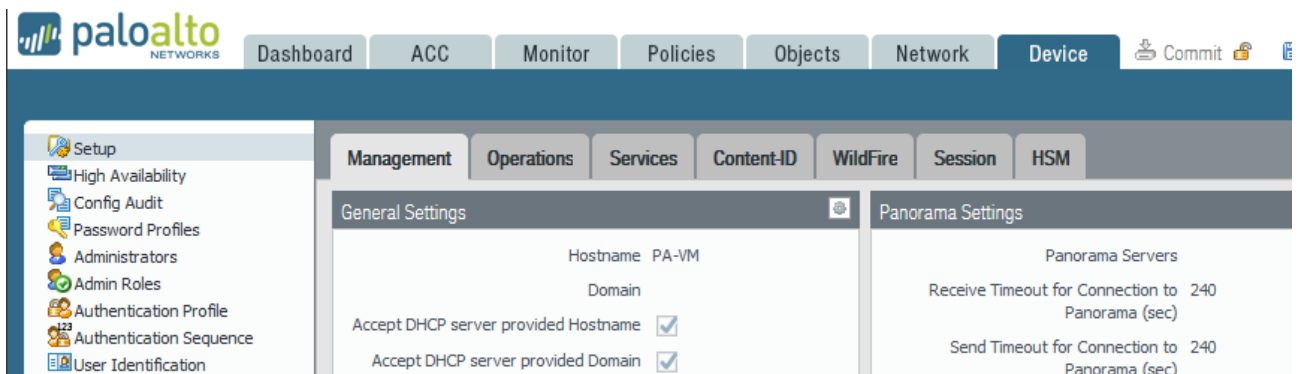 paloalto
NETWORKS
Dashboard ACC Monitor Policies Objects Network Device Commit
Setup
High Availability
Config Audit
Password Profiles
Administrators
Admin Roles
Authentication Profile
123
Authentication Sequence
User Identification
Management Operations Services Content-ID WildFire Session HSM
General Settings
Hostname PA-VM
Domain
Accept DHCP server provided Hostname
Accept DHCP server provided Domain
Panorama Settings
Panorama Servers
Receive Timeout for Connection to 240
Panorama (sec)
Send Timeout for Connection to 240
Panorama (sec)